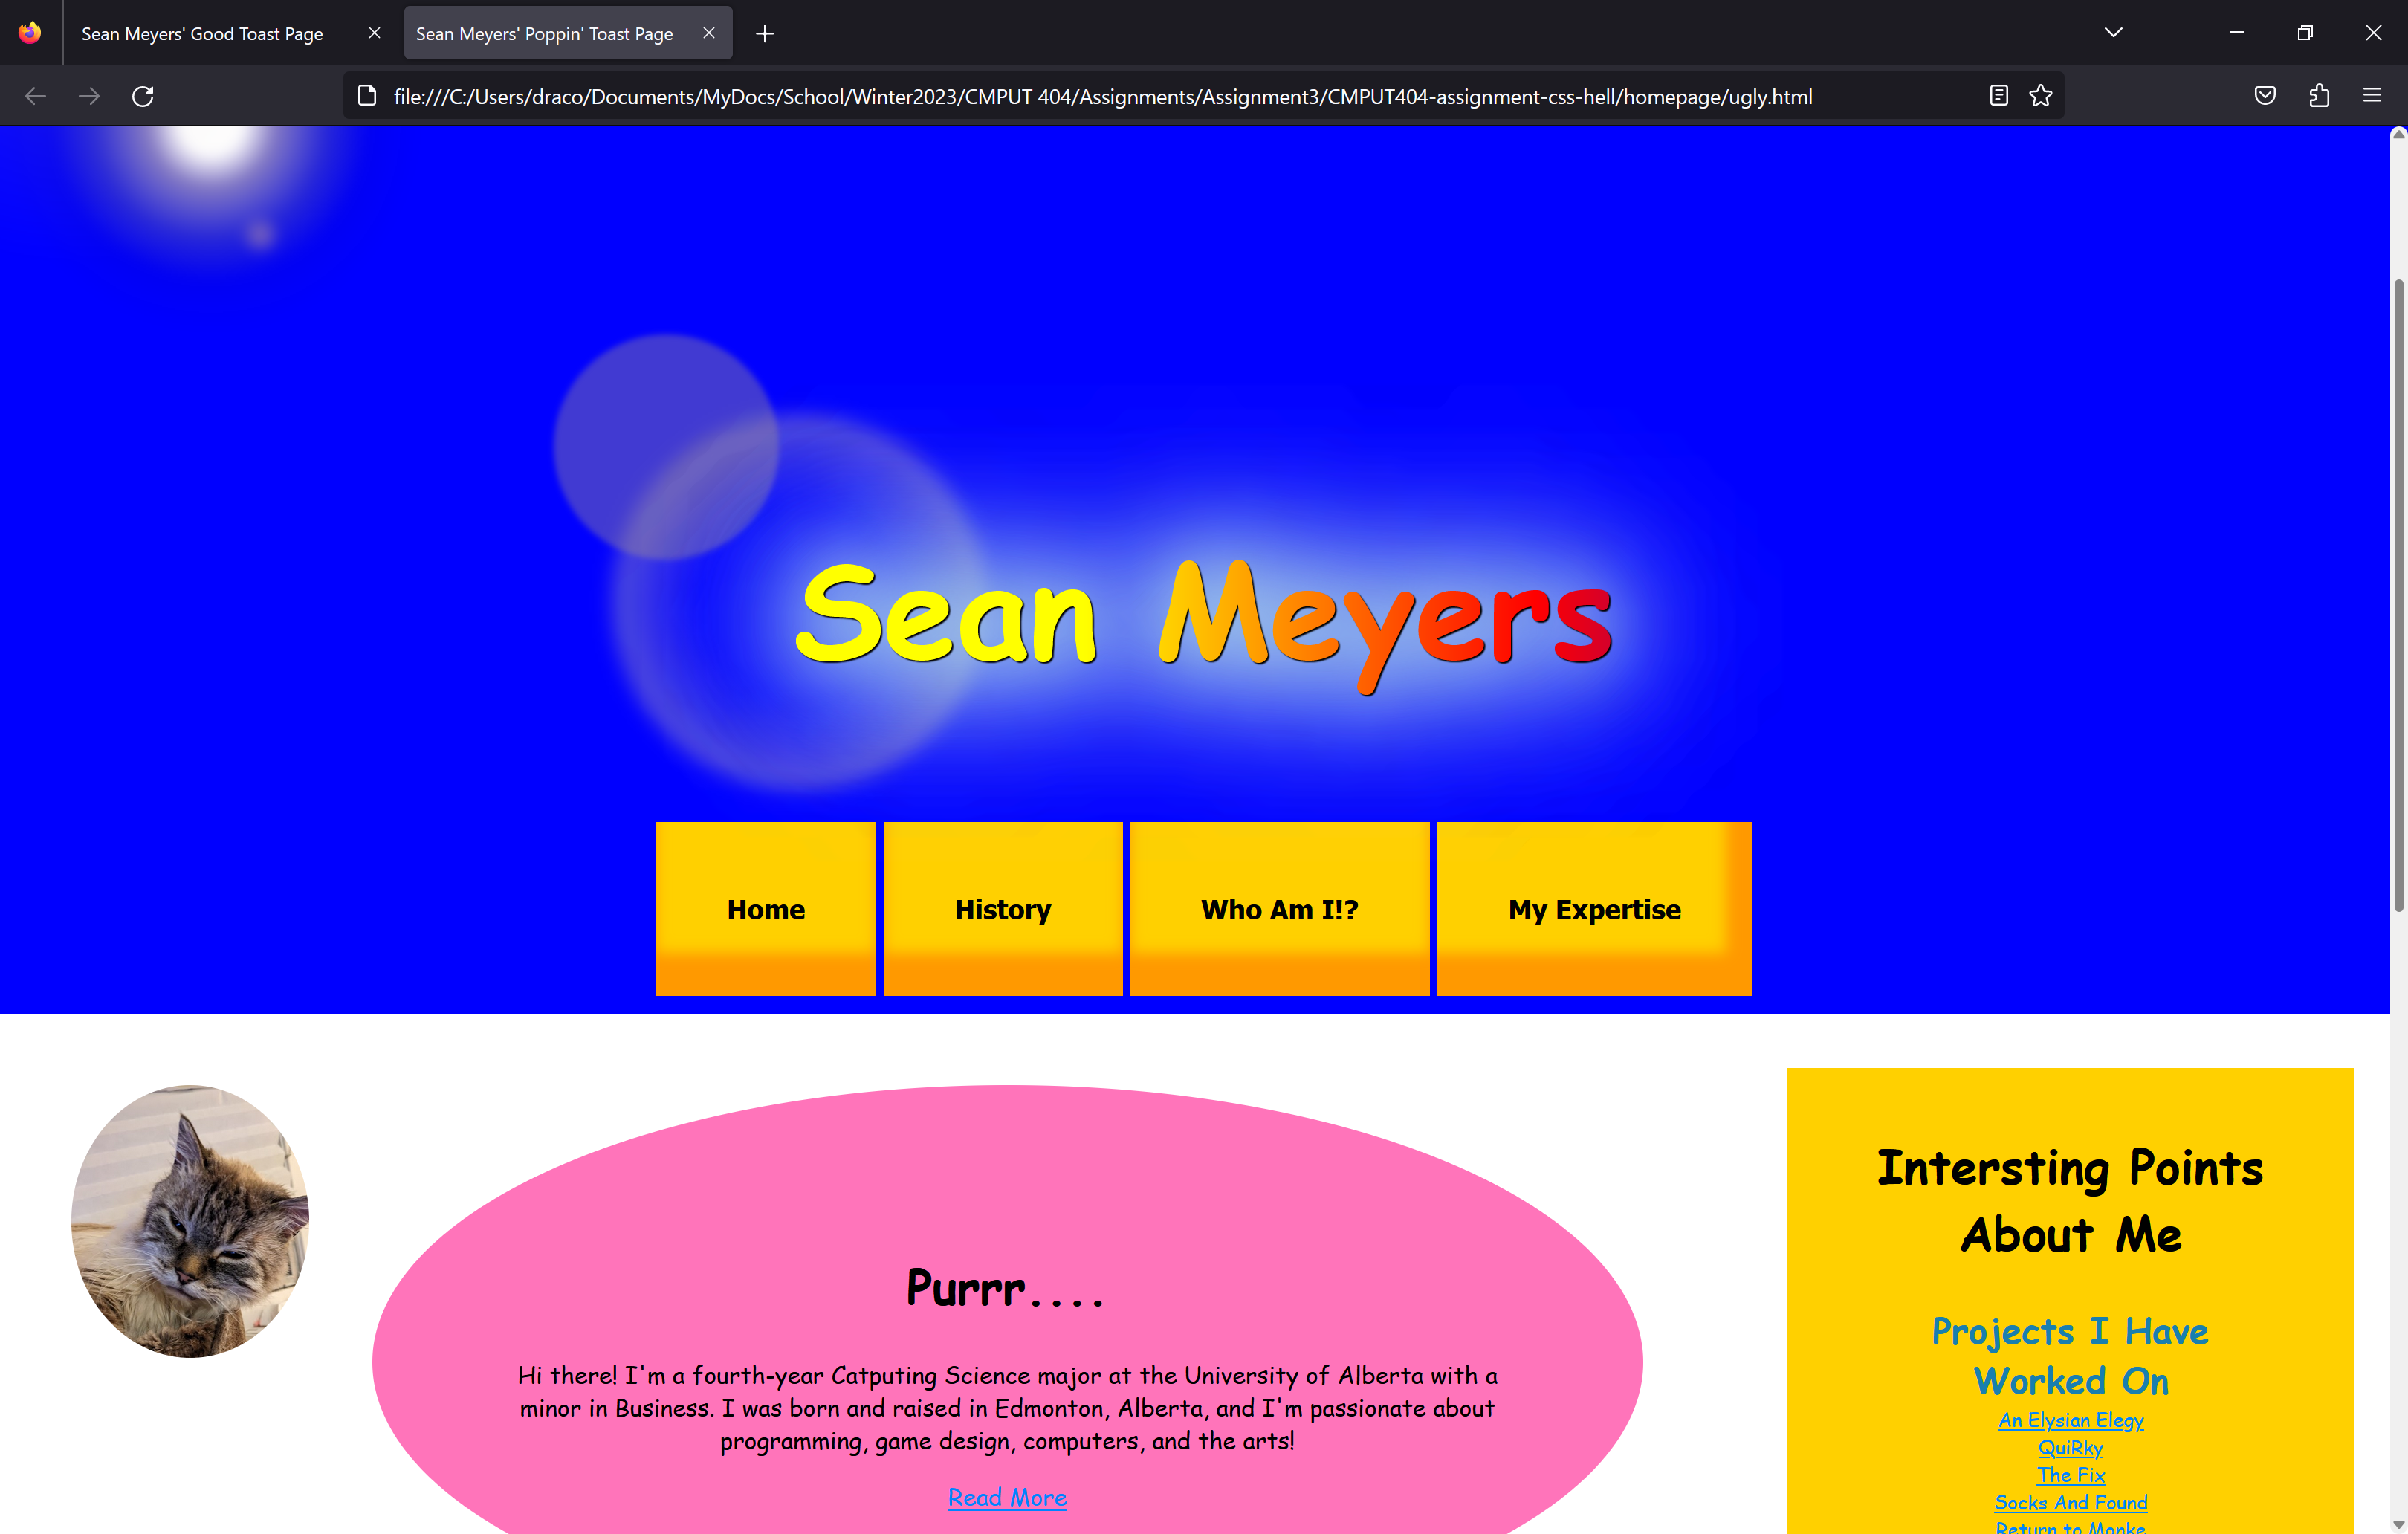 Sean Meyers' Good Toast Page
Sean Meyers' Poppin' Toast Page
file:///C:/Users/draco/Documents/MyDocs/School/Winter2023/CMPUT 404/Assignments/Assignment3/CMPUT404-assignment-css-hell/homepage/ugly.html
Sean Meyers
Home
History
Who Am I!?
My Expertise
Purrr....
Hi there! I'm a fourth-year Catputing Science major at the University of Alberta with a
minor in Business. I was born and raised in Edmonton, Alberta, and I'm passionate about
programming, game design, computers, and the arts!
Read More
Intersting Points
About Me
Projects I Have
Worked On
An Elysian Elegy
QuiRky
The Fix
Socks And Found
Return to Monke